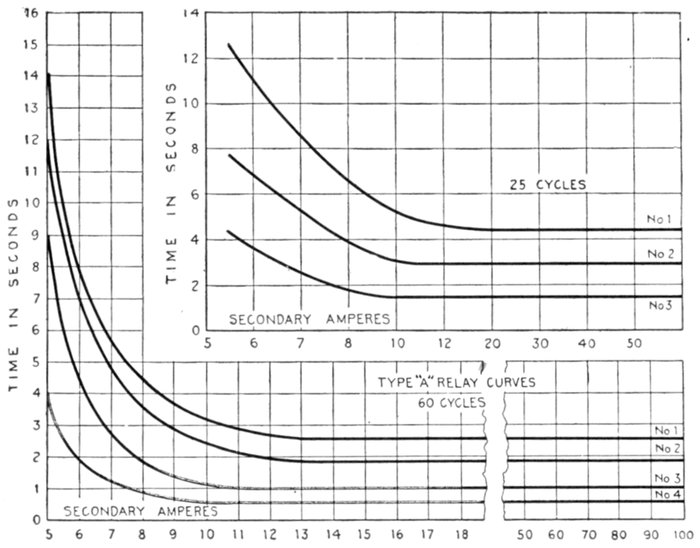 16
15
14
13
12
11
10
9
8
7
6
5
4
3
2
1
0
TIME IN SECONDS
12
10
8
6
4
2
0
TIME IN SECONDS
25 CYCLES
No 1
No 2
No 3
SECONDARY AMPERES
5 6 7 8 10 20 30 50
TYPE "A" RELAY CURVES
60 CYCLES
No 1
No 2
No 3
No 4
SECONDARY AMPERES
5 6 7 8 9 10 11 12 13 14 15 16 17 18 50 60 70 80 90 100